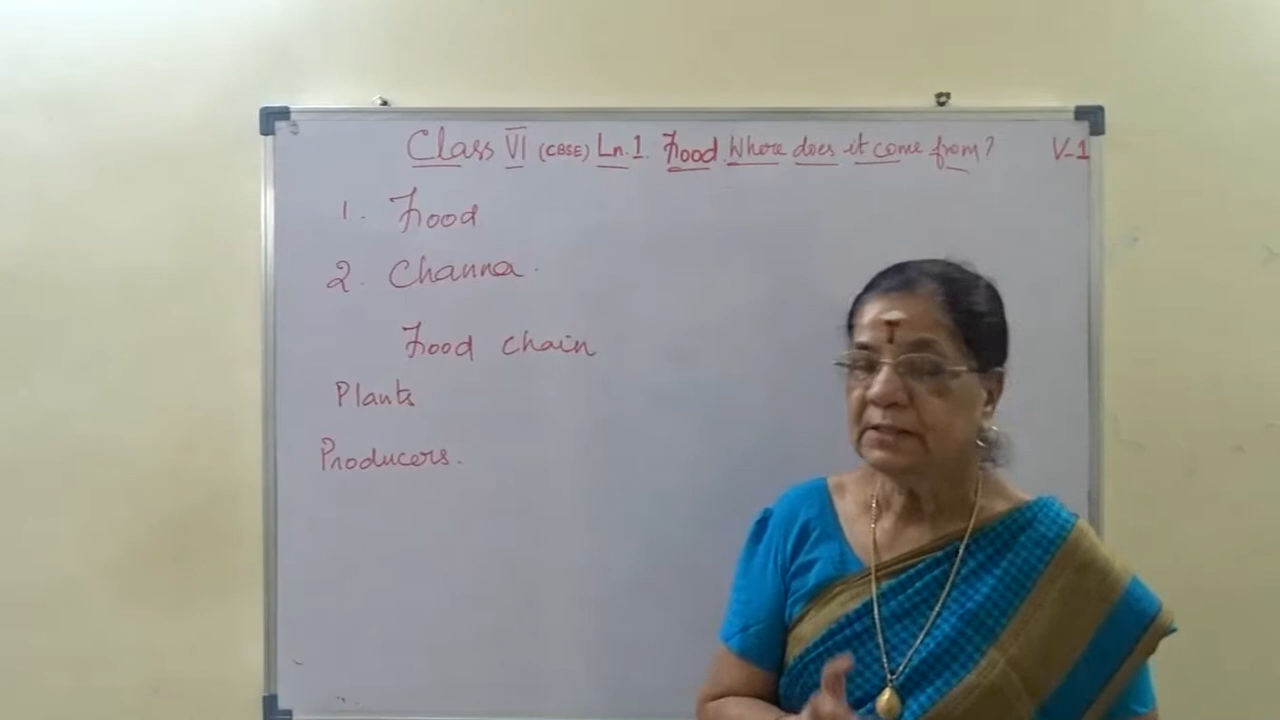 Class VI (CBSE) Ln.1. Food Where does it come from? V-1
1. Food
2. Channa.
Food chain
Plants
Producers.